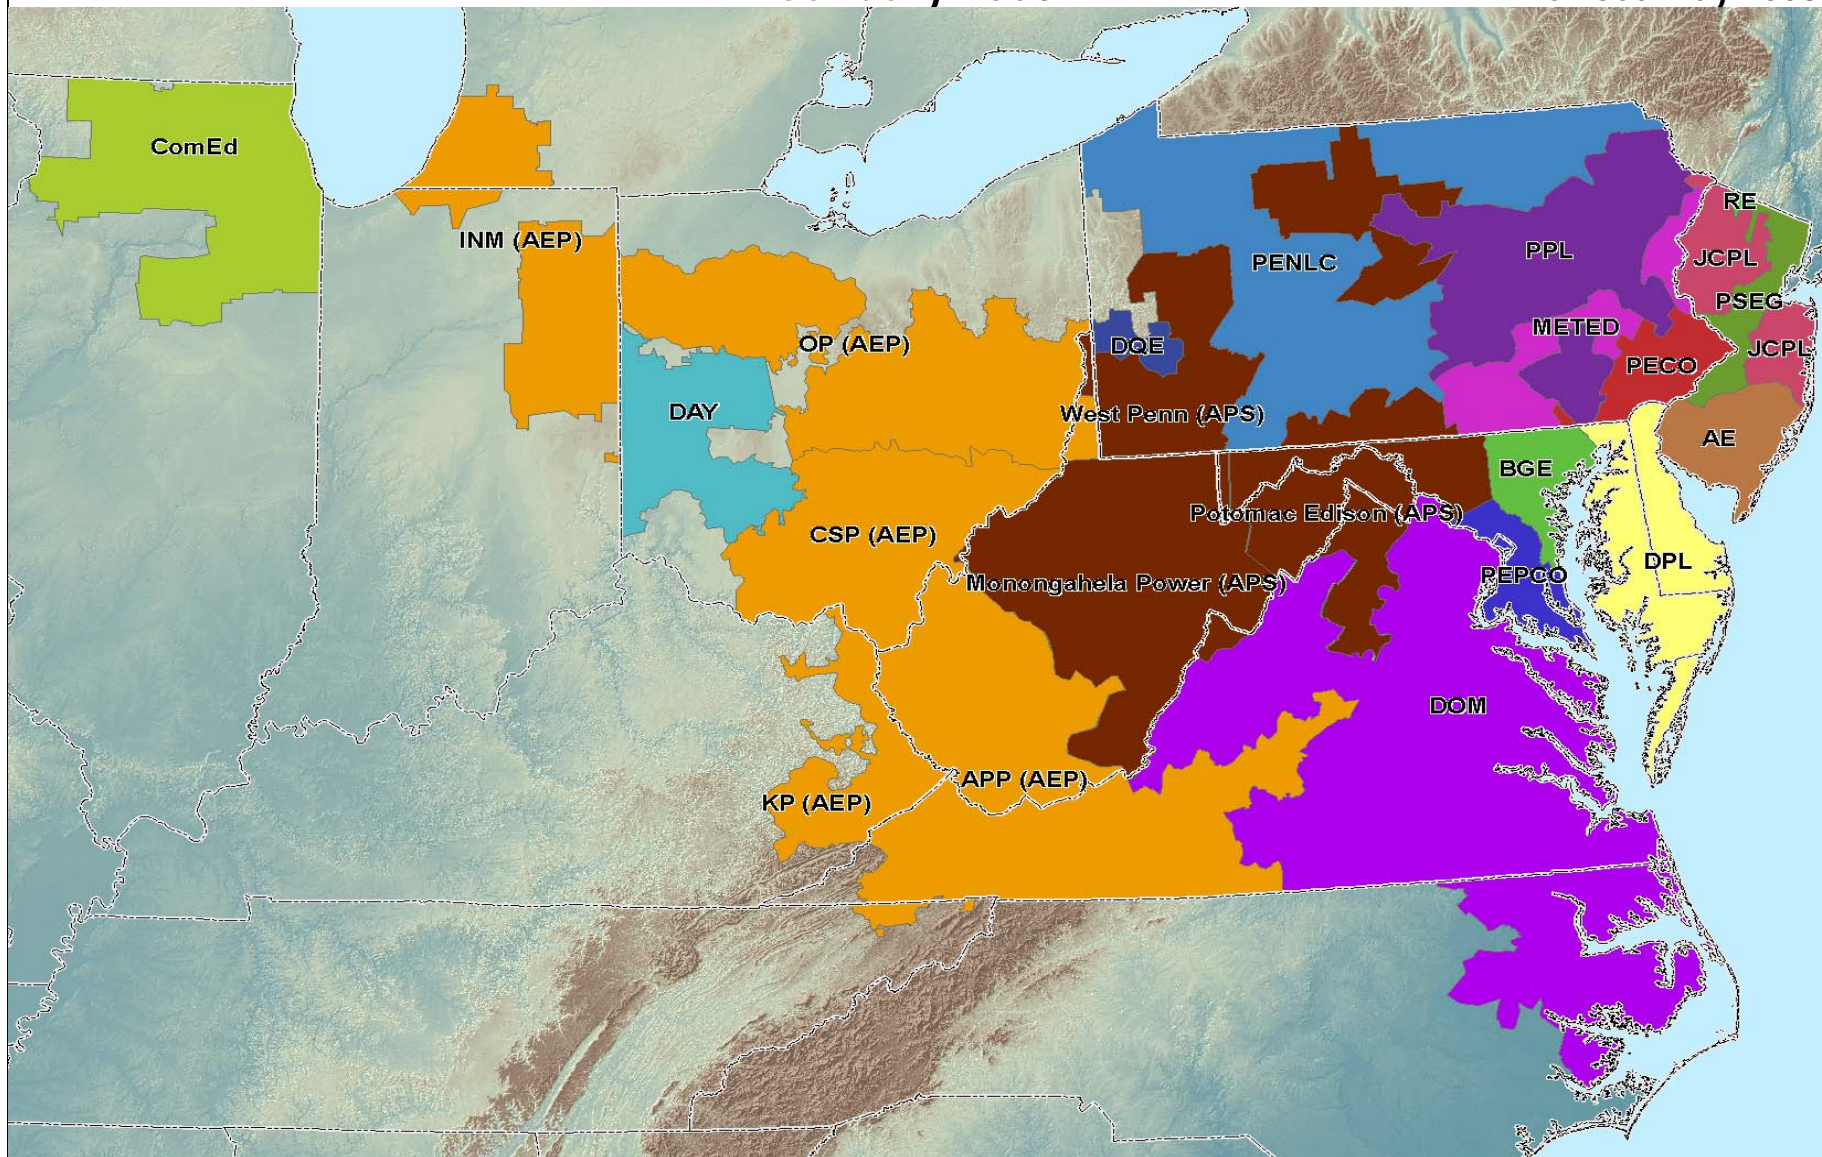 ComEd
RE
INM (AEP)
PPL
PENLC
JCPL
PSEG
METED
OP (AEP)
DQE
JCPL
PECO
DAY
West Penn (APS)
AE
BGE
Potomac Edison (APS)
CSP (AEP)
DPL
PEPCO
Monongahela Power (APS)
DOM
APP (AEP)
KP (AEP)